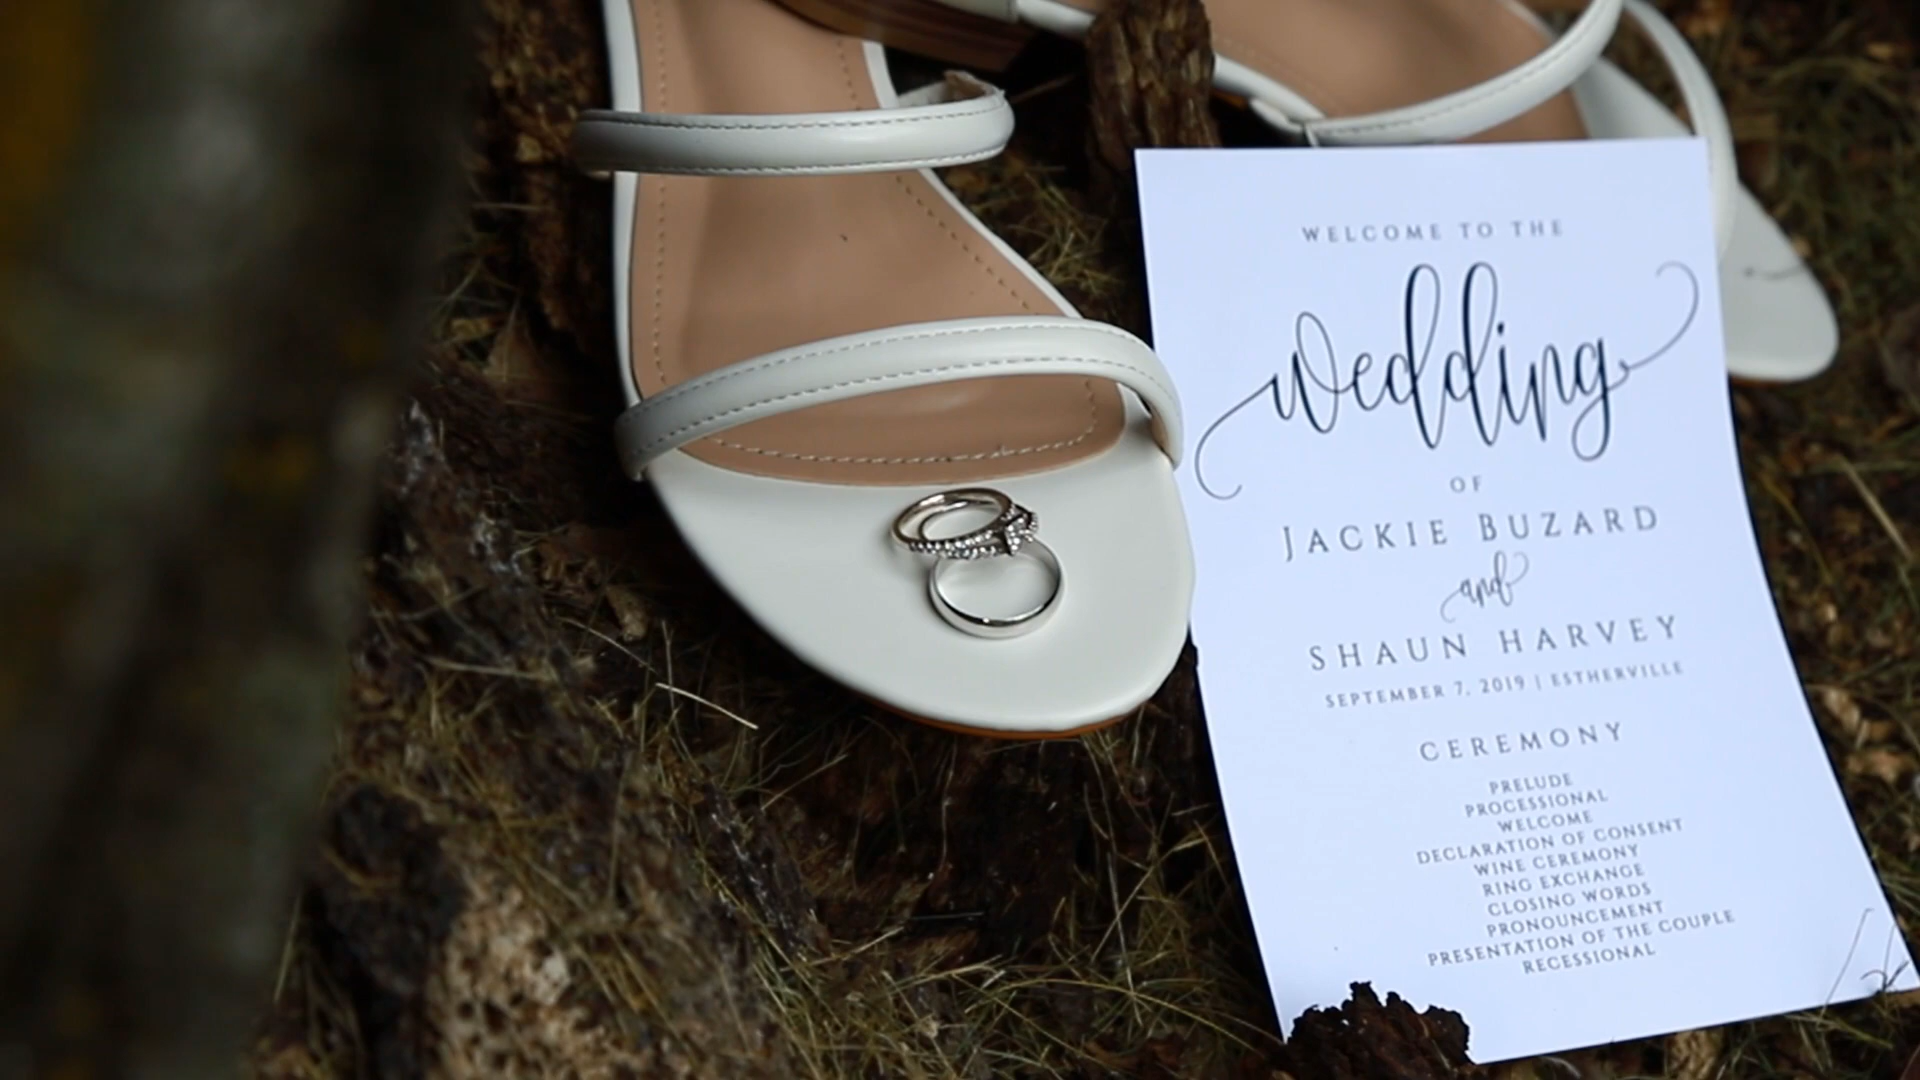 WELCOME TO THE
wedding
OF
JACKIE BUZARD
and
SHAUN HARVEY
SEPTEMBER 7, 2019 | ESTHERVILLE
CEREMONY
PRELUDE
PROCESSIONAL
WELCOME
DECLARATION OF CONSENT
WINE CEREMONY
RING EXCHANGE
CLOSING WORDS
PRONOUNCEMENT
PRESENTATION OF THE COUPLE
RECESSIONAL